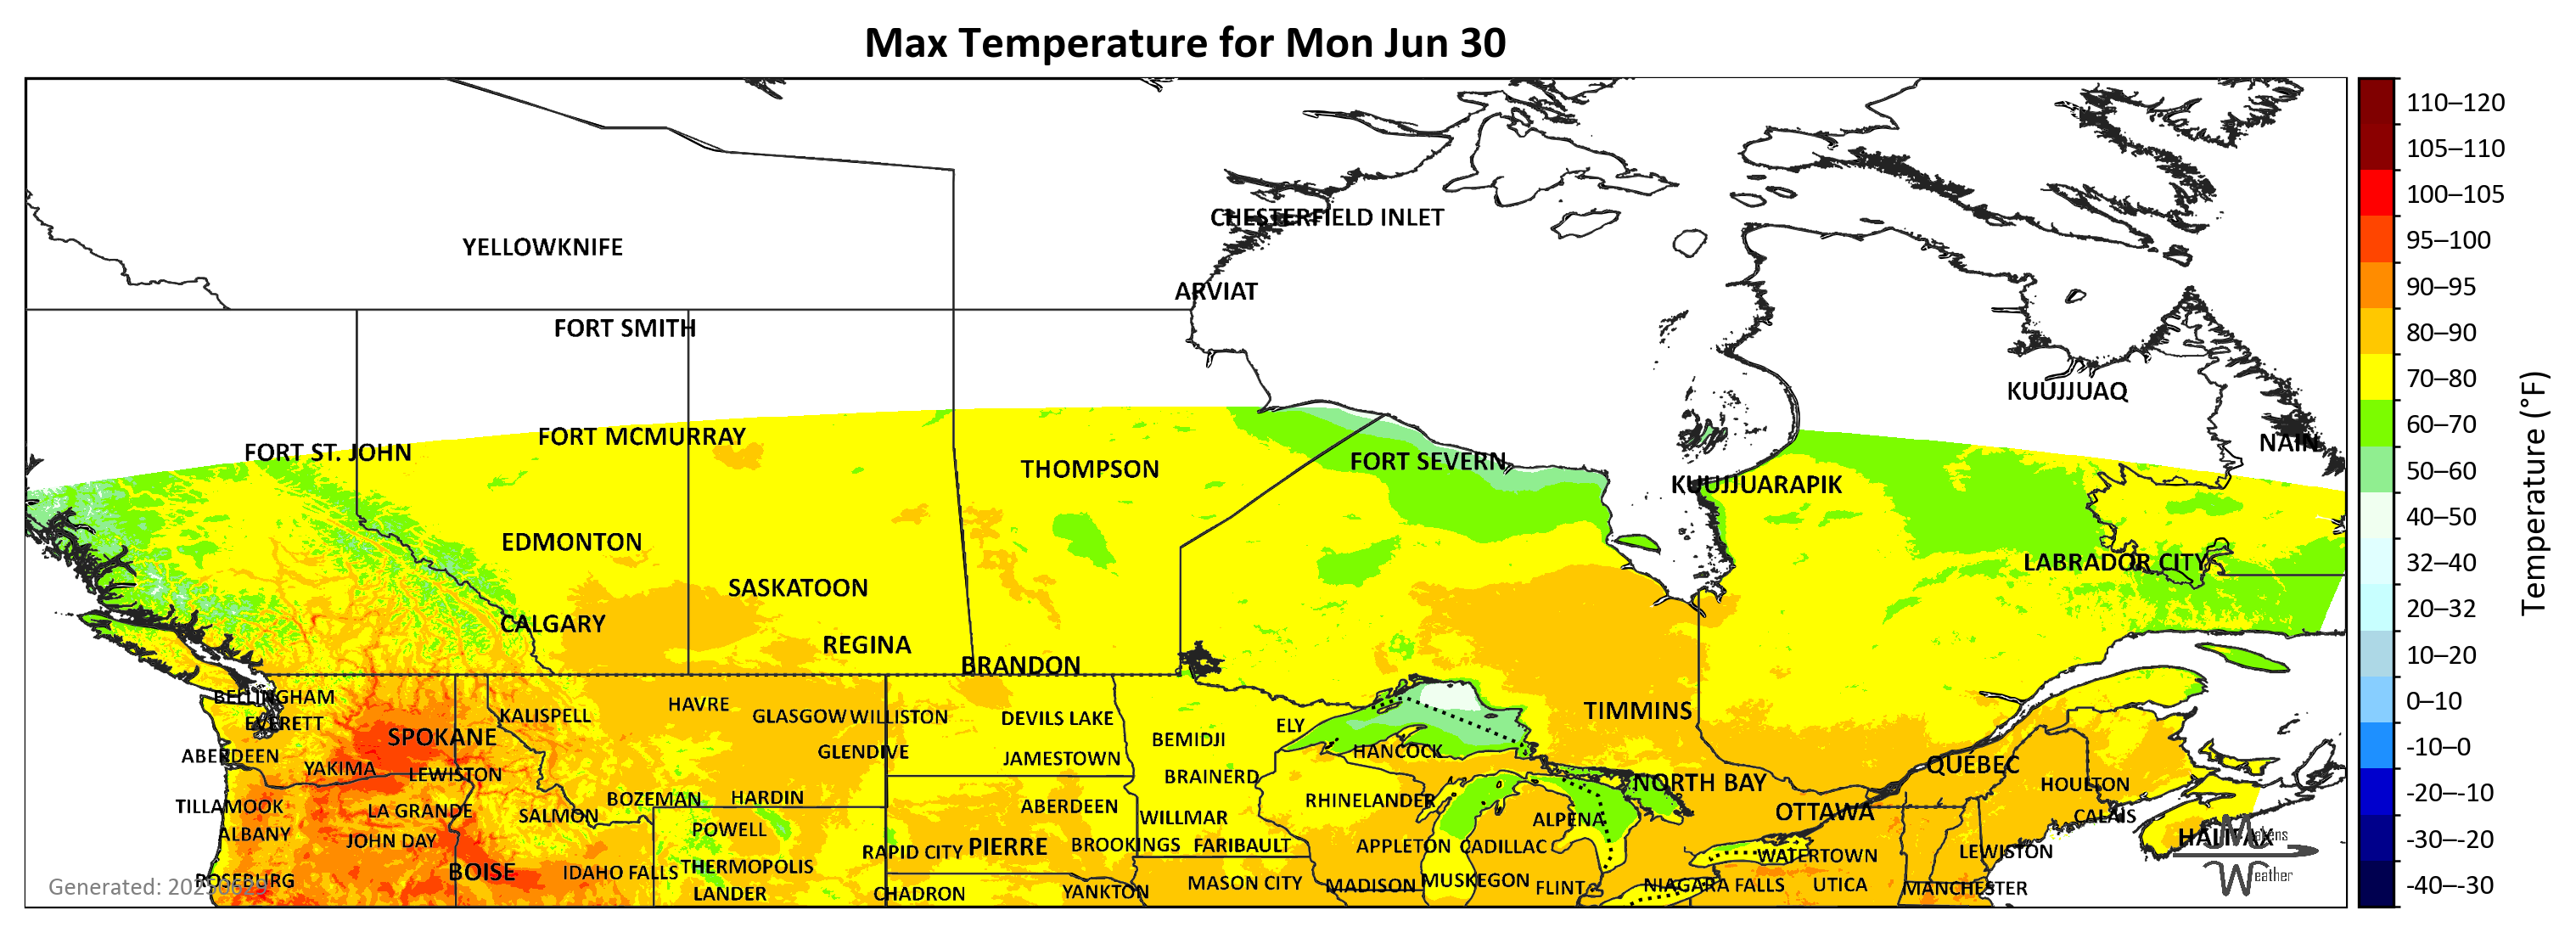 Max Temperature for Mon Jun 30
110–120
105–110
CHESTERFIELD INLET
100–105
YELLOWKNIFE
95–100
ARVIAT
90–95
FORT SMITH
80–90
KUUJJUAQ
70–80
FORT ST. JOHN
FORT MCMURRAY
NAIN
60–70
THOMPSON
FORT SEVERN
KUUJJUARAPIK
50–60
EDMONTON
40–50
LABRADOR CITY
32–40
SASKATOON
CALGARY
20–32
REGINA
BRANDON
10–20
BELLINGHAM
EVERETT
KALISPELL
HAVRE
GLASGOW
WILLISTON
DEVILS LAKE
ELY
TIMMINS
0–10
SPOKANE
ABERDEEN
YAKIMA
LEWISTON
GLENDIVE
JAMESTOWN
BEMIDJI
HANCOCK
-10–0
BRAINERD
NORTH BAY
QUÉBEC
HOULTON
-20–-10
TILLAMOOK
LA GRANDE
SALMON
BOZEMAN
HARDIN
ABERDEEN
WILLMAR
RHINELANDER
ALPENA
OTTAWA
CALAIS
ALBANY
JOHN DAY
POWELL
RAPID CITY
PIERRE
BROOKINGS
FARIBAULT
APPLETON
CADILLAC
WATERTOWN
LEWISTON
HALIFAX
Makens
Weather
-30–-20
ROSEBURG
BOISE
IDAHO FALLS
THERMOPOLIS
LANDER
CHADRON
YANKTON
MASON CITY
MADISON
MUSKEGON
FLINT
NIAGARA FALLS
UTICA
MANCHESTER
-40–-30
Generated: 20250629
Temperature (°F)